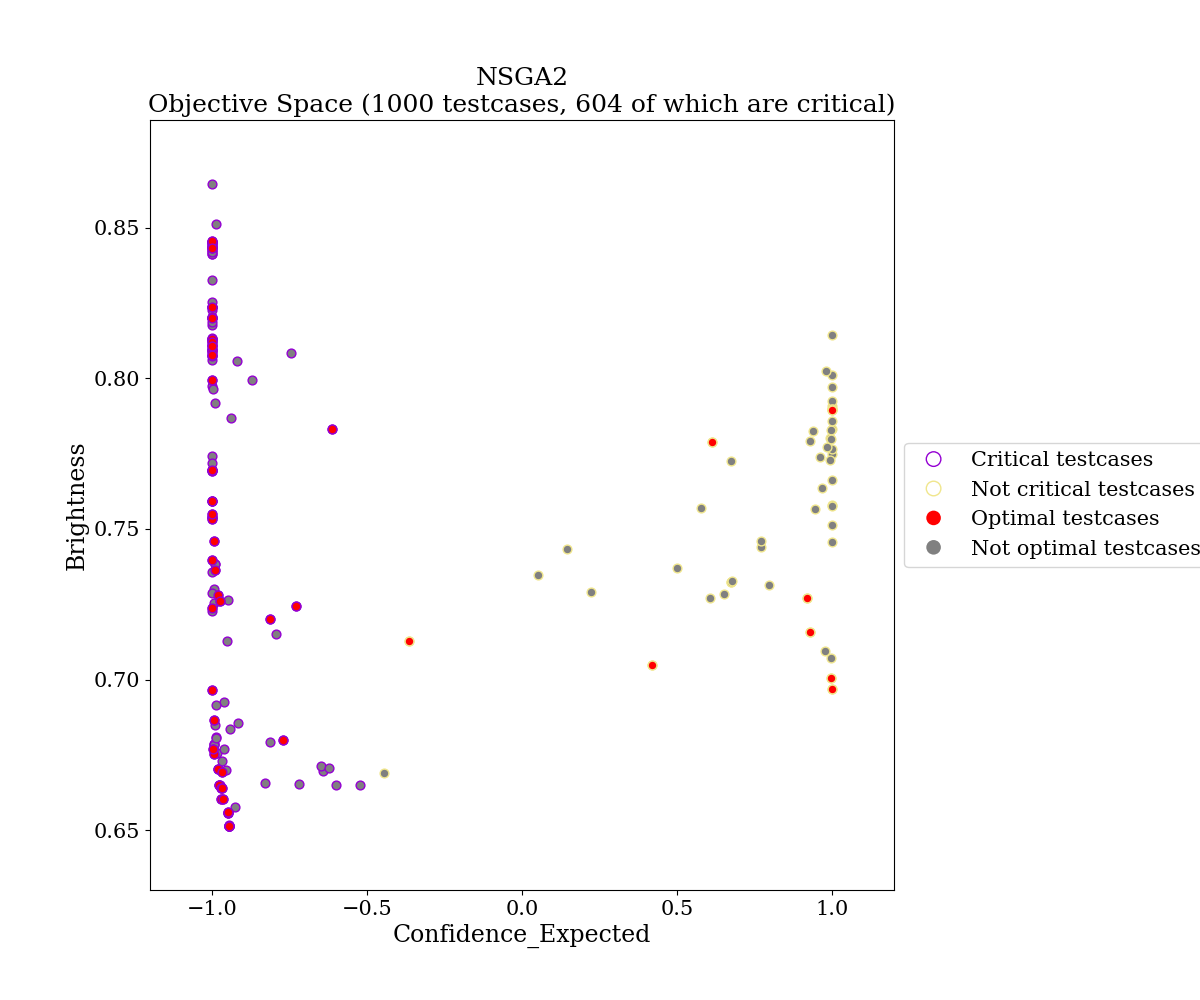 NSGA2
Objective Space (1000 testcases, 604 of which are critical)
0.85
0.80
0.75
0.70
0.65
Brightness
−1.0
−0.5
0.0
0.5
1.0
Confidence_Expected
Critical testcases
Not critical testcases
Optimal testcases
Not optimal testcases